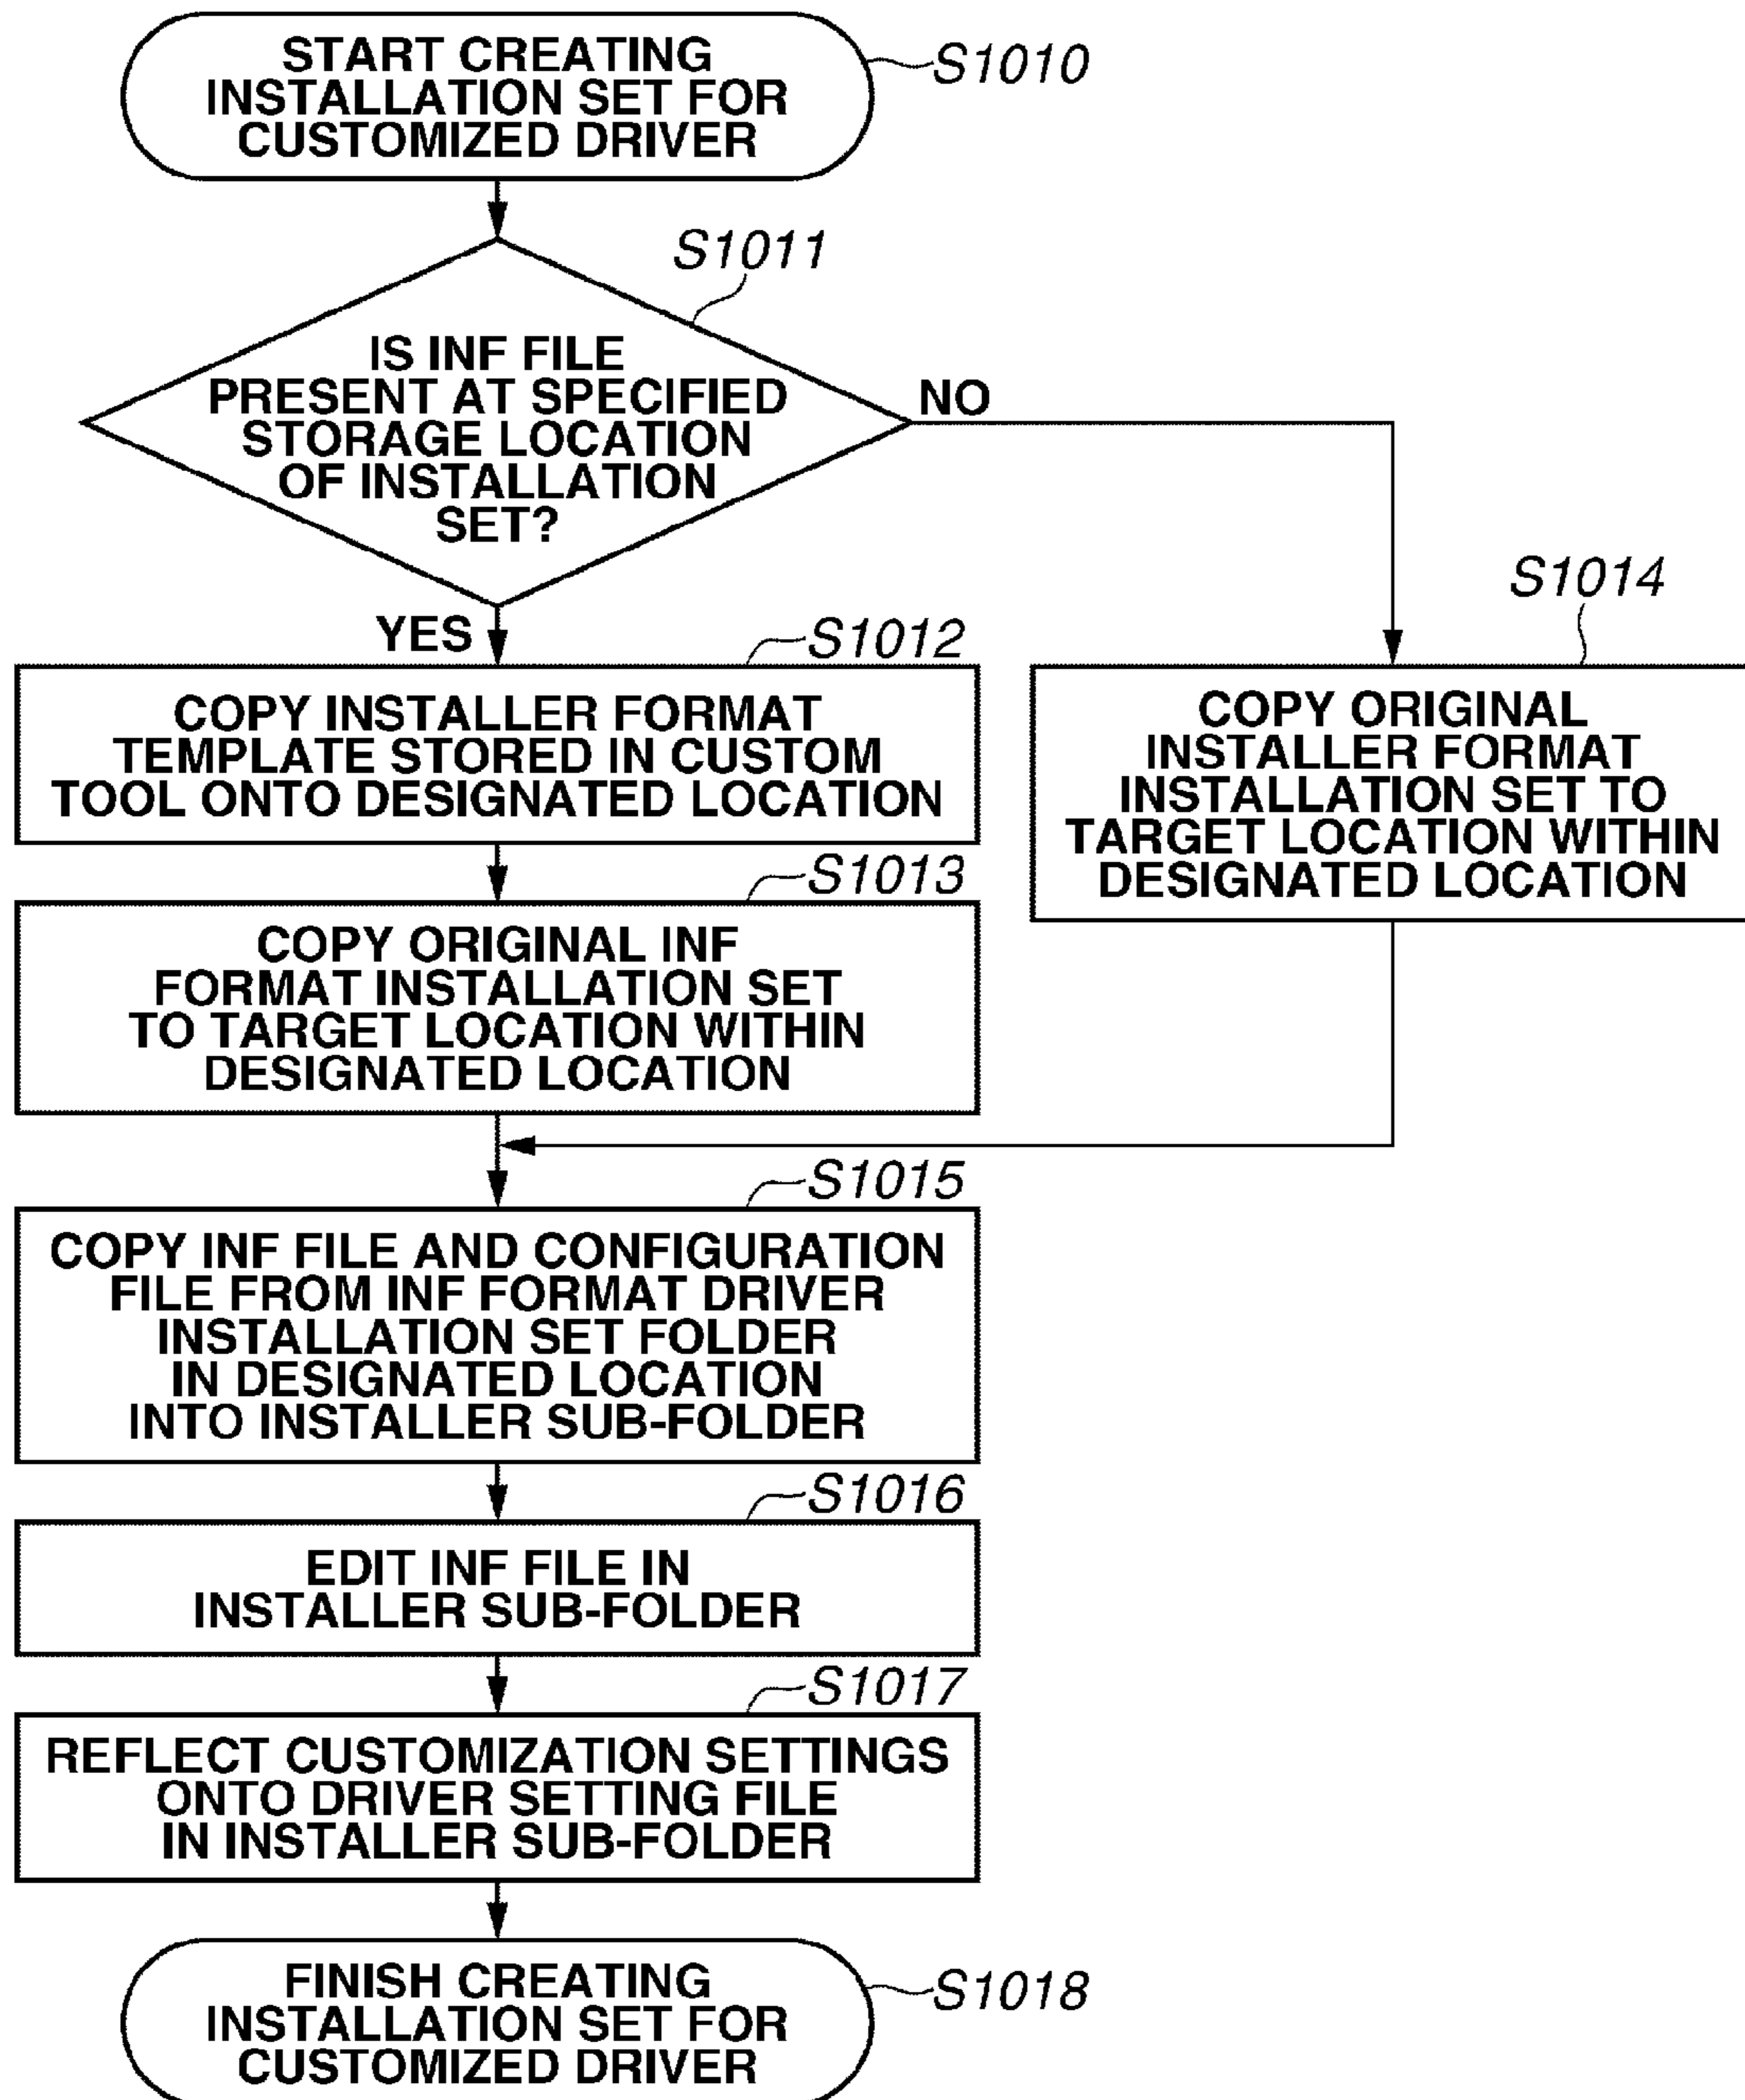 START CREATING
INSTALLATION SET FOR
CUSTOMIZED DRIVER
S1010
S1011
IS INF FILE
PRESENT AT SPECIFIED
STORAGE LOCATION
OF INSTALLATION
SET?
NO
YES
S1012
COPY INSTALLER FORMAT
TEMPLATE STORED IN CUSTOM
TOOL ONTO DESIGNATED LOCATION
S1014
COPY ORIGINAL
INSTALLER FORMAT
INSTALLATION SET TO
TARGET LOCATION WITHIN
DESIGNATED LOCATION
S1013
COPY ORIGINAL INF
FORMAT INSTALLATION SET
TO TARGET LOCATION WITHIN
DESIGNATED LOCATION
S1015
COPY INF FILE AND CONFIGURATION
FILE FROM INF FORMAT DRIVER
INSTALLATION SET FOLDER
IN DESIGNATED LOCATION
INTO INSTALLER SUB-FOLDER
S1016
EDIT INF FILE IN
INSTALLER SUB-FOLDER
S1017
REFLECT CUSTOMIZATION SETTINGS
ONTO DRIVER SETTING FILE
IN INSTALLER SUB-FOLDER
FINISH CREATING
INSTALLATION SET FOR
CUSTOMIZED DRIVER
S1018